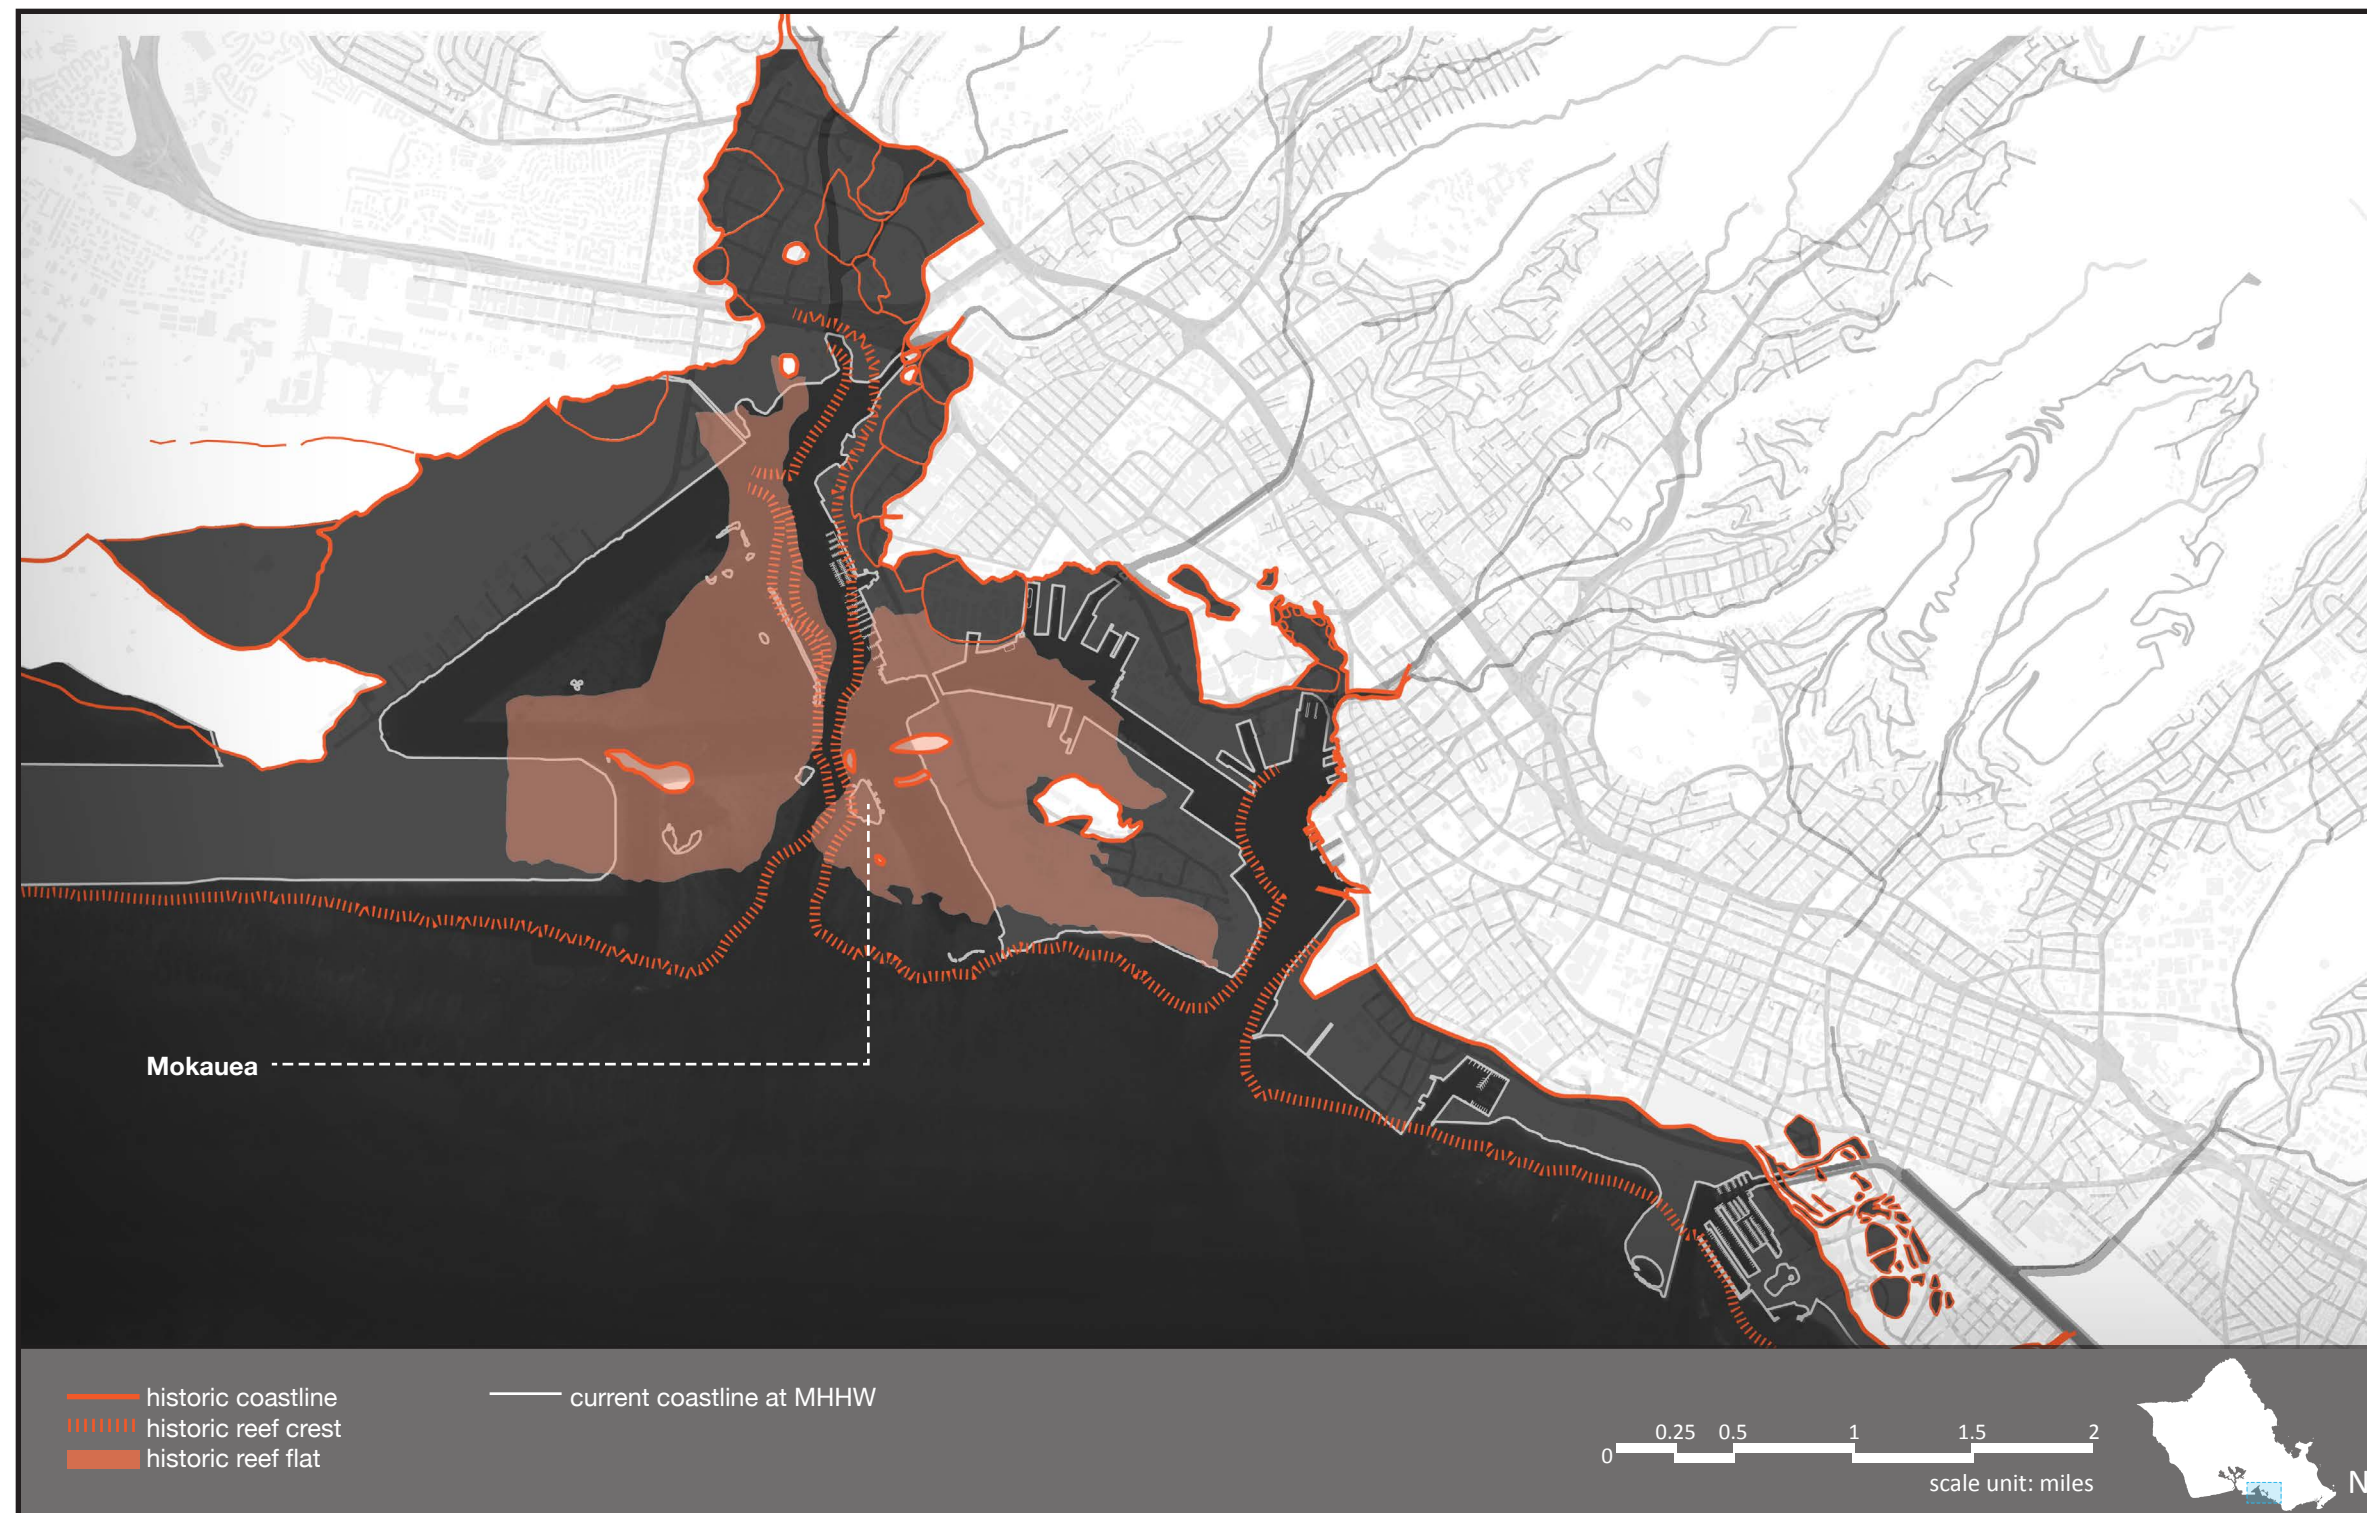 Mokauea
historic coastline
historic reef crest
historic reef flat
current coastline at MHHW
0 0.25 0.5 1 1.5 2
scale unit: miles
N